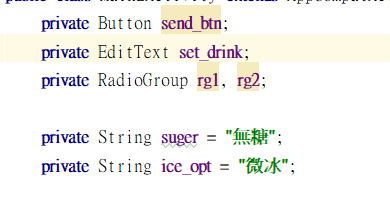 private Button send_btn;
private EditText set_drink;
private RadioGroup rg1, rg2;
private String suger = "無糖";
private String ice_opt = "微冰";